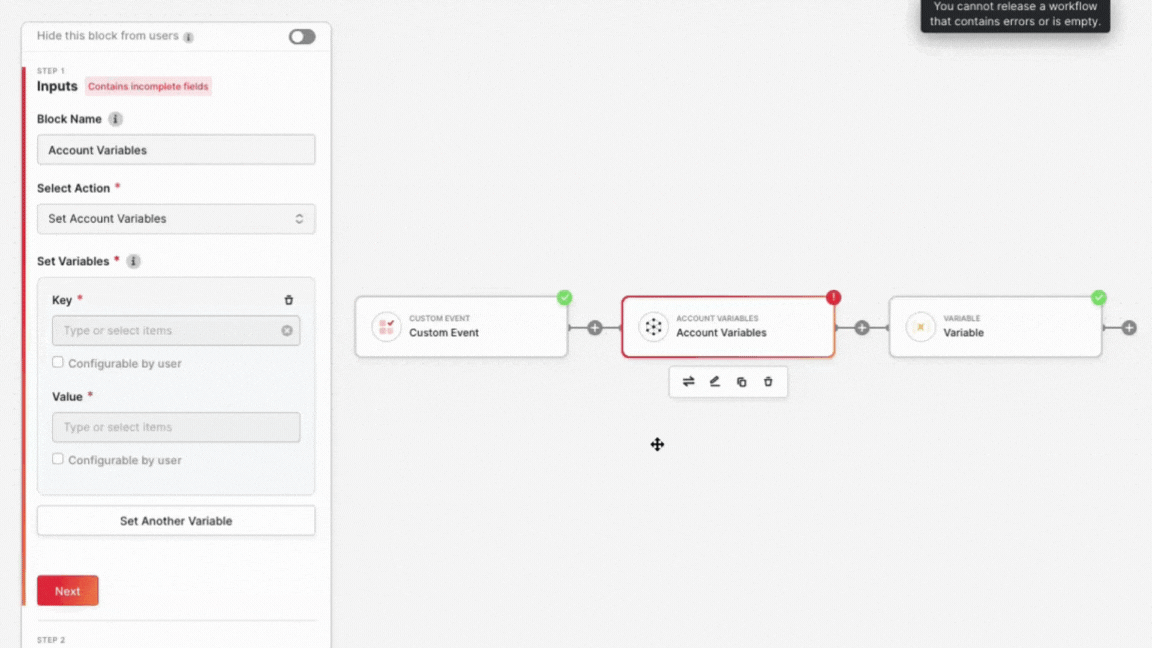 You cannot release a workflow
that contains errors or is empty.
Hide this block from users
STEP 1
Inputs Contains incomplete fields
Block Name
Account Variables
Select Action *
Set Account Variables
Set Variables *
Key *
Type or select items
Configurable by user
Value *
Type or select items
Configurable by user
Set Another Variable
Next
STEP 2
CUSTOM EVENT
Custom Event
ACCOUNT VARIABLES
Account Variables
VARIABLE
Variable